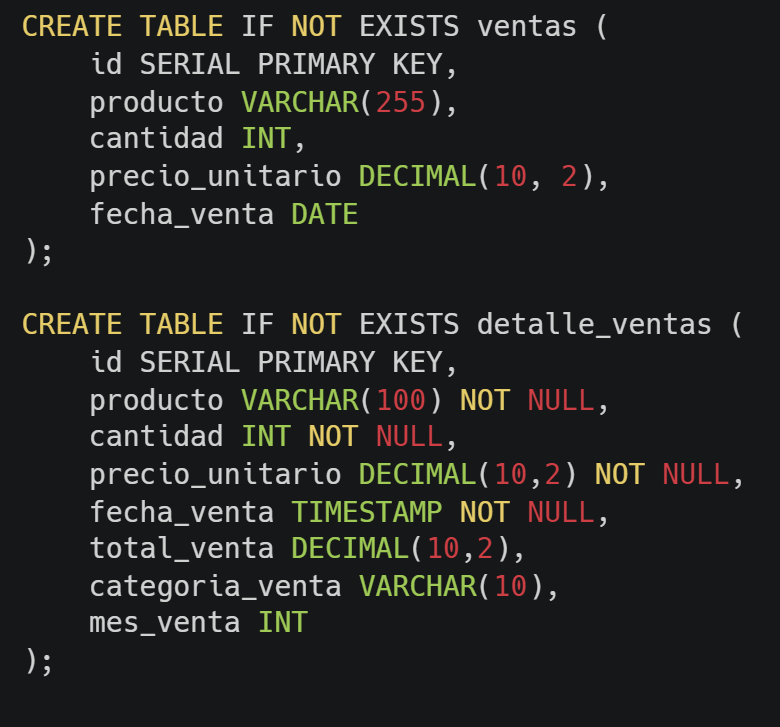 CREATE TABLE IF NOT EXISTS ventas (
    id SERIAL PRIMARY KEY,
    producto VARCHAR(255),
    cantidad INT,
    precio_unitario DECIMAL(10, 2),
    fecha_venta DATE
);

CREATE TABLE IF NOT EXISTS detalle_ventas (
    id SERIAL PRIMARY KEY,
    producto VARCHAR(100) NOT NULL,
    cantidad INT NOT NULL,
    precio_unitario DECIMAL(10,2) NOT NULL,
    fecha_venta TIMESTAMP NOT NULL,
    total_venta DECIMAL(10,2),
    categoria_venta VARCHAR(10),
    mes_venta INT
);